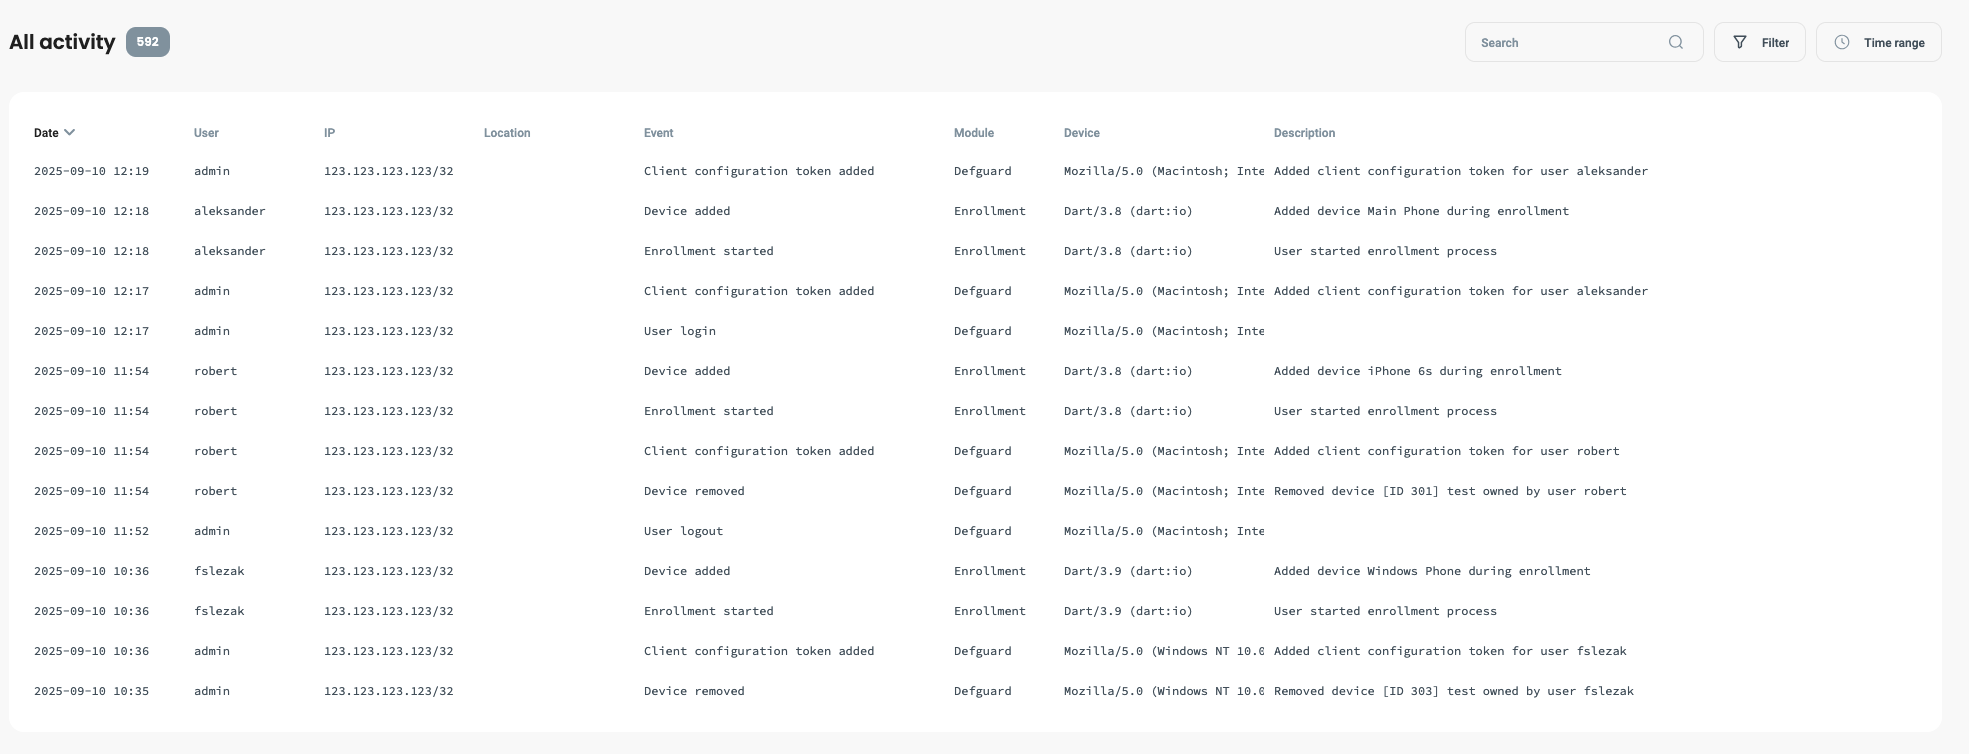 All activity 592 Search Filter Time range
Date User IP Location Event Module Device Description
2025-09-10 12:19 admin 123.123.123.123/32 Client configuration token added Defguard Mozilla/5.0 (Macintosh; Inte Added client configuration token for user aleksander
2025-09-10 12:18 aleksander 123.123.123.123/32 Device added Enrollment Dart/3.8 (dart:io) Added device Main Phone during enrollment
2025-09-10 12:18 aleksander 123.123.123.123/32 Enrollment started Enrollment Dart/3.8 (dart:io) User started enrollment process
2025-09-10 12:17 admin 123.123.123.123/32 Client configuration token added Defguard Mozilla/5.0 (Macintosh; Inte Added client configuration token for user aleksander
2025-09-10 12:17 admin 123.123.123.123/32 User login Defguard Mozilla/5.0 (Macintosh; Inte
2025-09-10 11:54 robert 123.123.123.123/32 Device added Enrollment Dart/3.8 (dart:io) Added device iPhone 6s during enrollment
2025-09-10 11:54 robert 123.123.123.123/32 Enrollment started Enrollment Dart/3.8 (dart:io) User started enrollment process
2025-09-10 11:54 robert 123.123.123.123/32 Client configuration token added Defguard Mozilla/5.0 (Macintosh; Inte Added client configuration token for user robert
2025-09-10 11:54 robert 123.123.123.123/32 Device removed Defguard Mozilla/5.0 (Macintosh; Inte Removed device [ID 301] test owned by user robert
2025-09-10 11:52 admin 123.123.123.123/32 User logout Defguard Mozilla/5.0 (Macintosh; Inte
2025-09-10 10:36 fslezak 123.123.123.123/32 Device added Enrollment Dart/3.9 (dart:io) Added device Windows Phone during enrollment
2025-09-10 10:36 fslezak 123.123.123.123/32 Enrollment started Enrollment Dart/3.9 (dart:io) User started enrollment process
2025-09-10 10:36 admin 123.123.123.123/32 Client configuration token added Defguard Mozilla/5.0 (Windows NT 10.0 Added client configuration token for user fslezak
2025-09-10 10:35 admin 123.123.123.123/32 Device removed Defguard Mozilla/5.0 (Windows NT 10.0 Removed device [ID 303] test owned by user fslezak